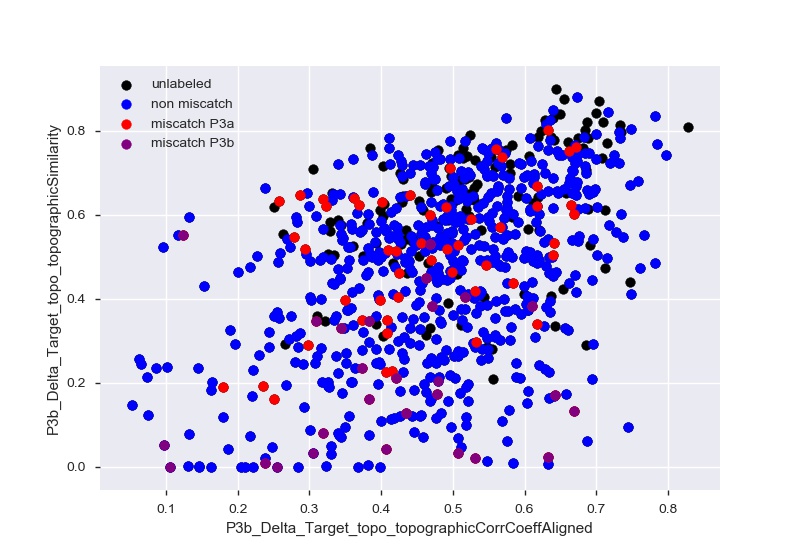 unlabeled
non miscatch
miscatch P3a
miscatch P3b
P3b_Delta_Target_topo_topographicSimilarity
0.8
0.6
0.4
0.2
0.0
0.1 0.2 0.3 0.4 0.5 0.6 0.7 0.8
P3b_Delta_Target_topo_topographicCorrCoeffAligned